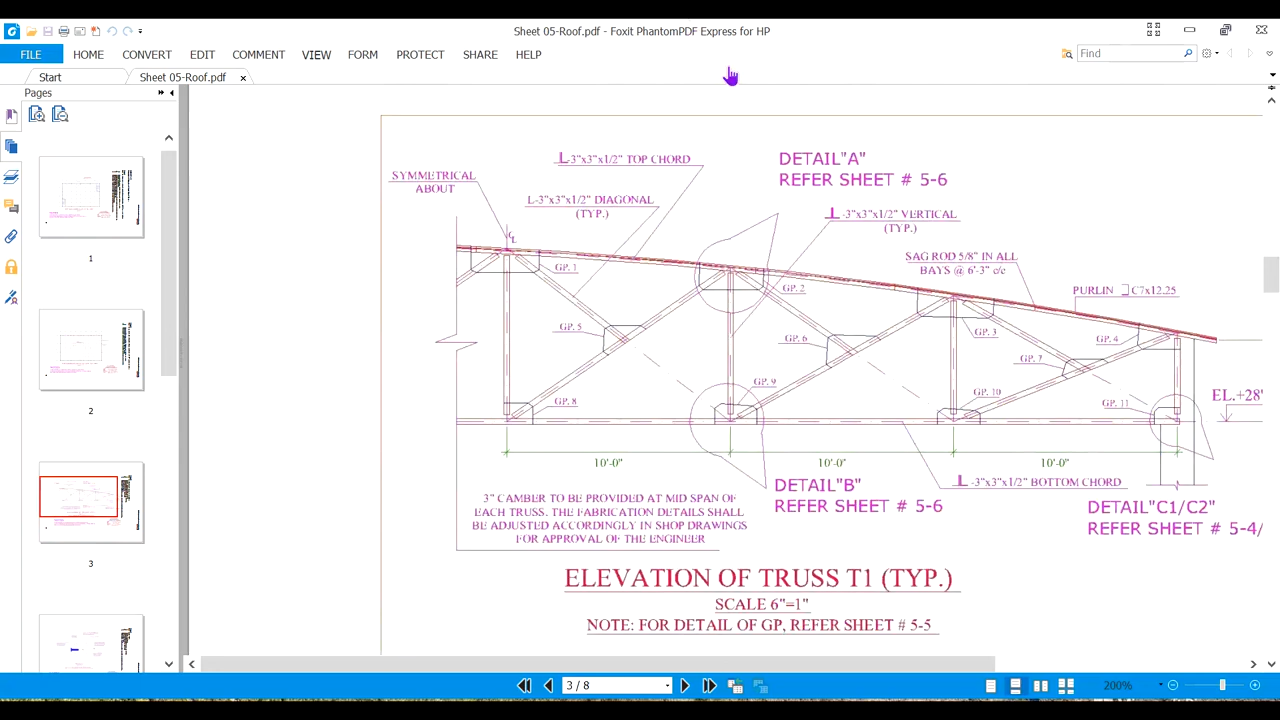 Sheet 05-Roof.pdf - Foxit PhantomPDF Express for HP
FILE HOME CONVERT EDIT VIEW COMMENT FORM PROTECT SHARE HELP
Find
Start
Sheet 05-Roof.pdf
Pages
1
2
3
SYMMETRICAL
ABOUT
L-3"x3"x1/2" TOP CHORD
L-3"x3"x1/2" DIAGONAL
(TYP.)
DETAIL"A"
REFER SHEET # 5-6
-3"x3"x1/2" VERTICAL
(TYP.)
SAG ROD 5/8" IN ALL
BAYS @ 6'-3" c/c
PURLIN C7x12.25
GP. 1
GP. 2
GP. 3
GP. 4
GP. 5
GP. 6
GP. 7
GP. 8
GP. 9
GP. 10
GP. 11
EL.+28'
10'-0"
10'-0"
10'-0"
-3"x3"x1/2" BOTTOM CHORD
DETAIL"B"
REFER SHEET # 5-6
DETAIL"C1/C2"
REFER SHEET # 5-4/
3" CAMBER TO BE PROVIDED AT MID SPAN OF
EACH TRUSS. THE FABRICATION DETAILS SHALL
BE ADJUSTED ACCORDINGLY IN SHOP DRAWINGS
FOR APPROVAL OF THE ENGINEER
ELEVATION OF TRUSS T1 (TYP.)
SCALE 6"=1"
NOTE: FOR DETAIL OF GP, REFER SHEET # 5-5
3 / 8
200%